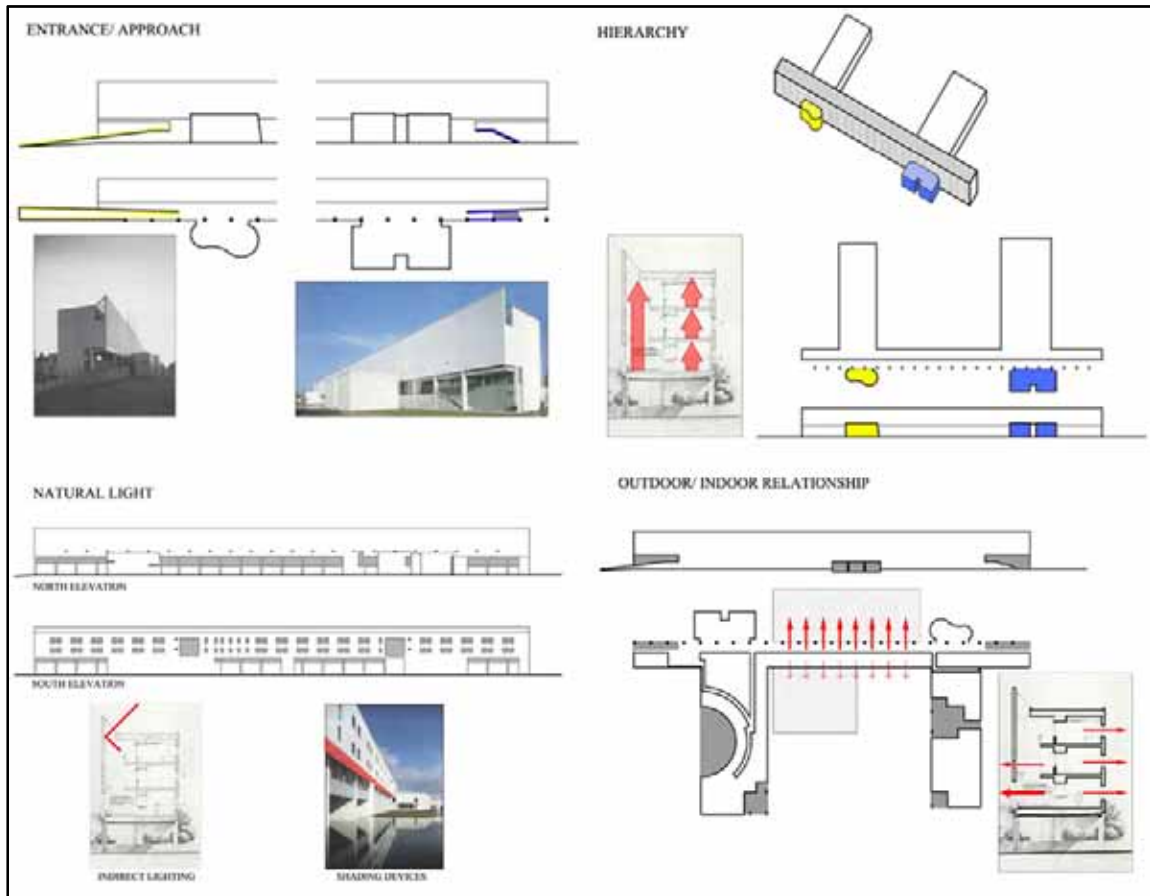 ENTRANCE/ APPROACH
HIERARCHY
NATURAL LIGHT
NORTH ELEVATION
SOUTH ELEVATION
INDIRECT LIGHTING
SHADING DEVICES
OUTDOOR/ INDOOR RELATIONSHIP